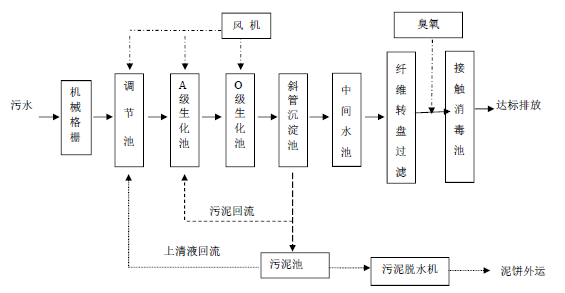 风 机
臭氧
污水
机械格栅
调节池
A级生化池
O级生化池
斜管沉淀池
中间水池
纤维转盘过滤
接触消毒池
达标排放
污泥回流
上清液回流
污泥池
污泥脱水机
泥饼外运